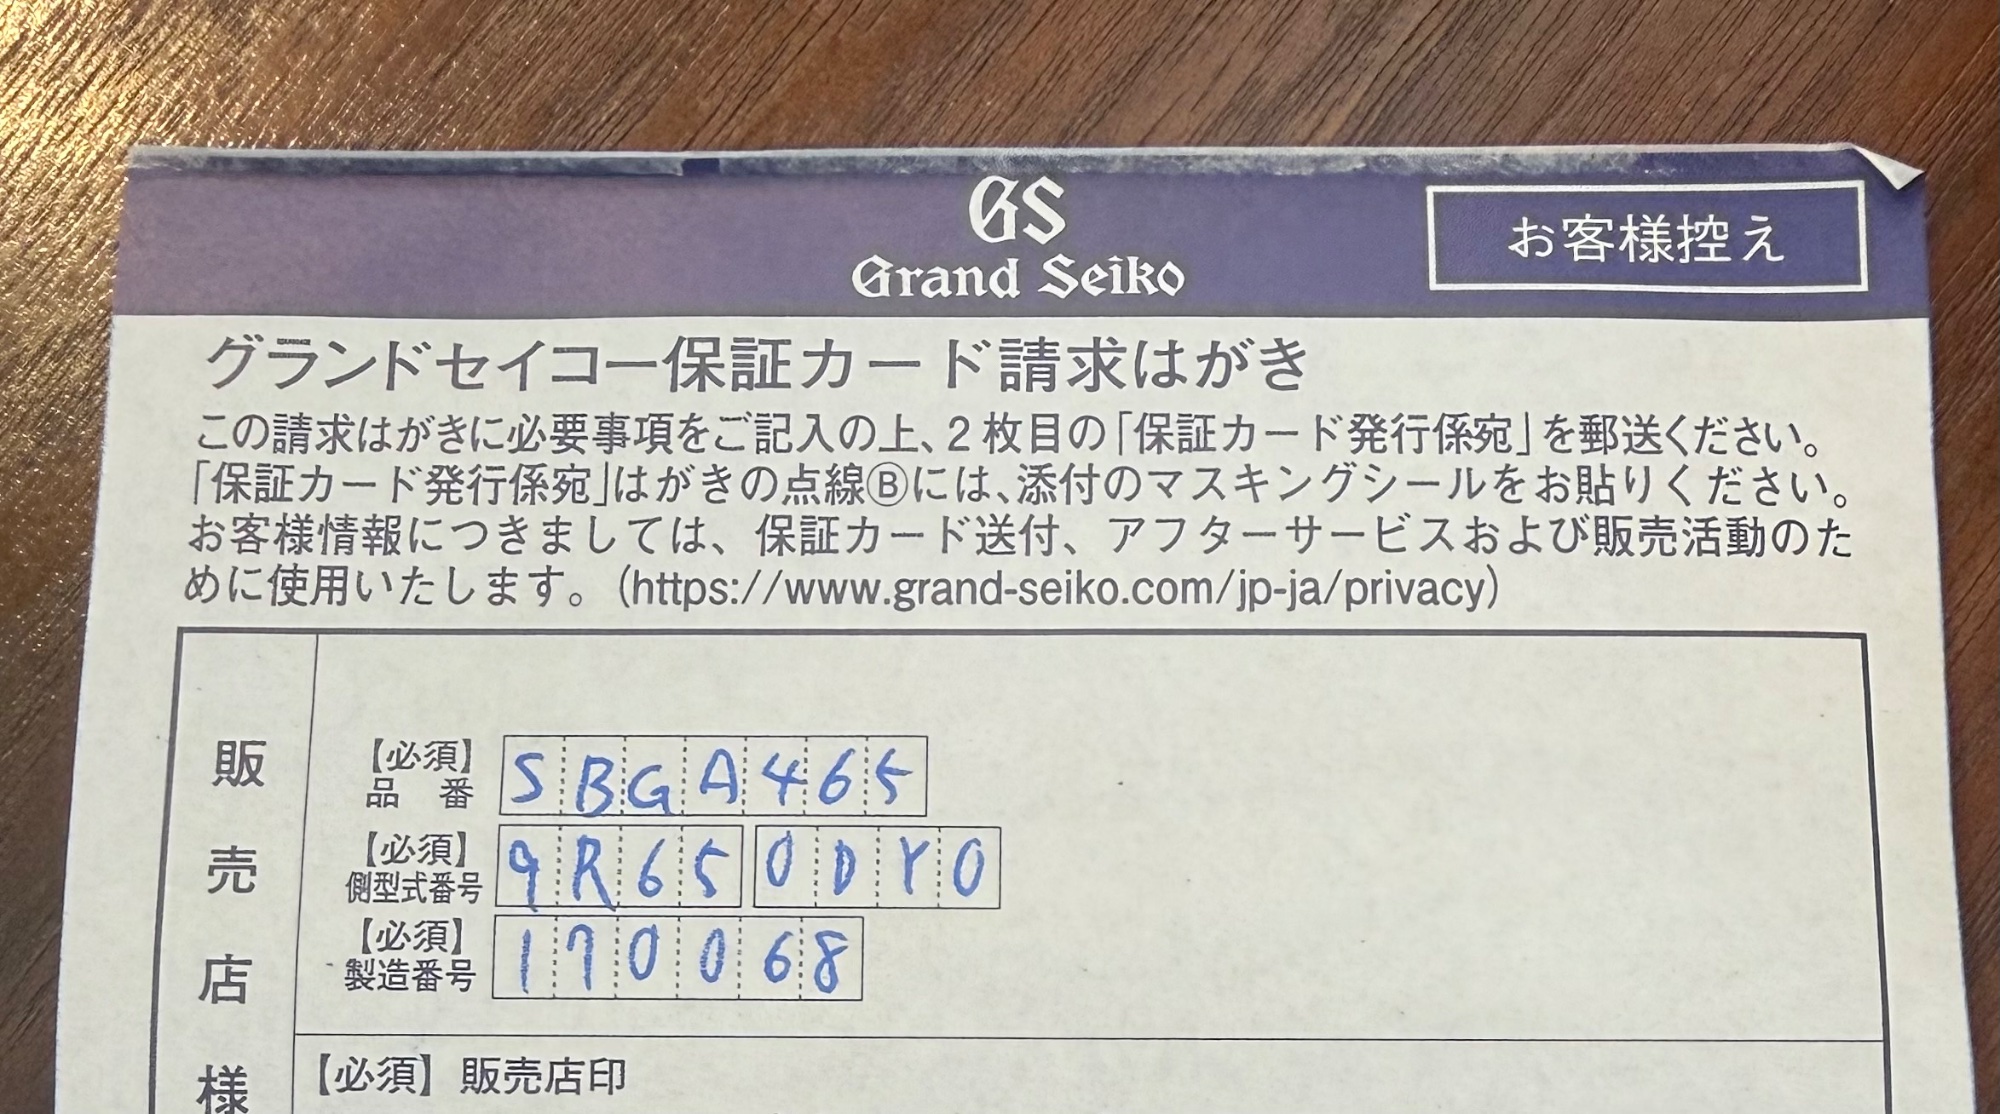 GS
Grand Seiko
お客様控え
グランドセイコー保証カード請求はがき
この請求はがきに必要事項をご記入の上、2枚目の「保証カード発行係宛」を郵送ください。
「保証カード発行係宛」はがきの点線Ⓑには、添付のマスキングシールをお貼りください。
お客様情報につきましては、保証カード送付、アフターサービスおよび販売活動のた
めに使用いたします。(https://www.grand-seiko.com/jp-ja/privacy)
販売店様
【必須】
品 番 SBGA465
【必須】
側型式番号 9R65 0DY0
【必須】
製造番号 170068
【必須】 販売店印